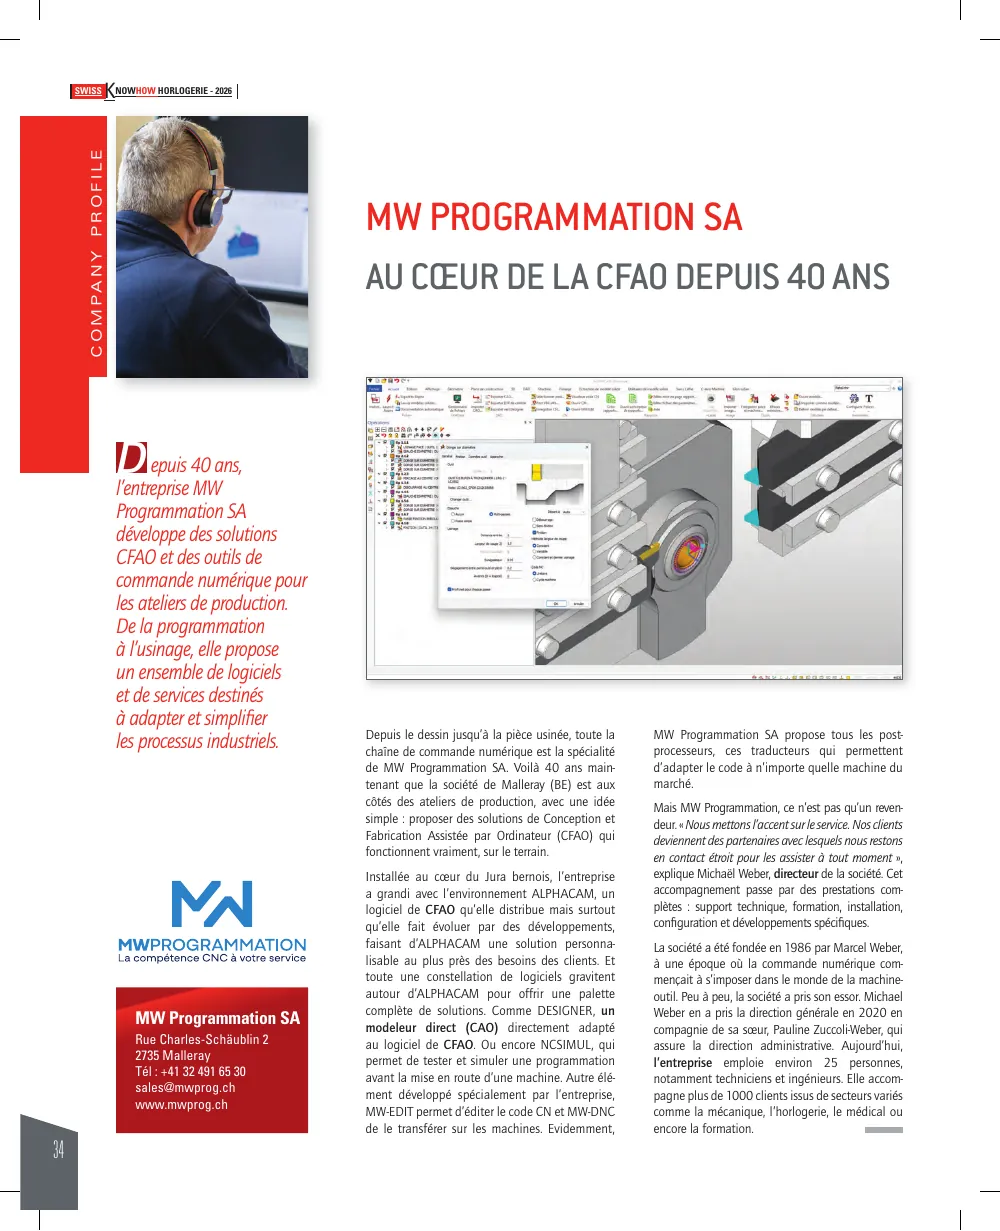 SWISS KNOWHOW HORLOGERIE - 2026
COMPANY PROFILE
MW PROGRAMMATION SA
AU CŒUR DE LA CFAO DEPUIS 40 ANS
Depuis 40 ans,
l’entreprise MW
Programmation SA
développe des solutions
CFAO et des outils de
commande numérique pour
les ateliers de production.
De la programmation
à l’usinage, elle propose
un ensemble de logiciels
et de services destinés
à adapter et simplifier
les processus industriels.
MWPROGRAMMATION
La compétence CNC à votre service
MW Programmation SA
Rue Charles-Schäublin 2
2735 Malleray
Tél : +41 32 491 65 30
sales@mwprog.ch
www.mwprog.ch
Depuis le dessin jusqu’à la pièce usinée, toute la
chaîne de commande numérique est la spécialité
de MW Programmation SA. Voilà 40 ans main-
tenant que la société de Malleray (BE) est aux
côtés des ateliers de production, avec une idée
simple : proposer des solutions de Conception et
Fabrication Assistée par Ordinateur (CFAO) qui
fonctionnent vraiment, sur le terrain.
Installée au cœur du Jura bernois, l’entreprise
a grandi avec l’environnement ALPHACAM, un
logiciel de CFAO qu’elle distribue mais surtout
qu’elle fait évoluer par des développements,
faisant d’ALPHACAM une solution personna-
lisable au plus près des besoins des clients. Et
toute une constellation de logiciels gravitent
autour d’ALPHACAM pour offrir une palette
complète de solutions. Comme DESIGNER, un
modeleur direct (CAO) directement adapté
au logiciel de CFAO. Ou encore NCSIMUL, qui
permet de tester et simuler une programmation
avant la mise en route d’une machine. Autre élé-
ment développé spécialement par l’entreprise,
MW-EDIT permet d’éditer le code CN et MW-DNC
de le transférer sur les machines. Evidemment,
MW Programmation SA propose tous les post-
processeurs, ces traducteurs qui permettent
d’adapter le code à n’importe quelle machine du
marché.
Mais MW Programmation, ce n’est pas qu’un reven-
deur. « Nous mettons l’accent sur le service. Nos clients
deviennent des partenaires avec lesquels nous restons
en contact étroit pour les assister à tout moment »,
explique Michaël Weber, directeur de la société. Cet
accompagnement passe par des prestations com-
plètes : support technique, formation, installation,
configuration et développements spécifiques.
La société a été fondée en 1986 par Marcel Weber,
à une époque où la commande numérique com-
mençait à s’imposer dans le monde de la machine-
outil. Peu à peu, la société a pris son essor. Michael
Weber en a pris la direction générale en 2020 en
compagnie de sa sœur, Pauline Zuccoli-Weber, qui
assure la direction administrative. Aujourd’hui,
l’entreprise emploie environ 25 personnes,
notamment techniciens et ingénieurs. Elle accom-
pagne plus de 1000 clients issus de secteurs variés
comme la mécanique, l’horlogerie, le médical ou
encore la formation.
34